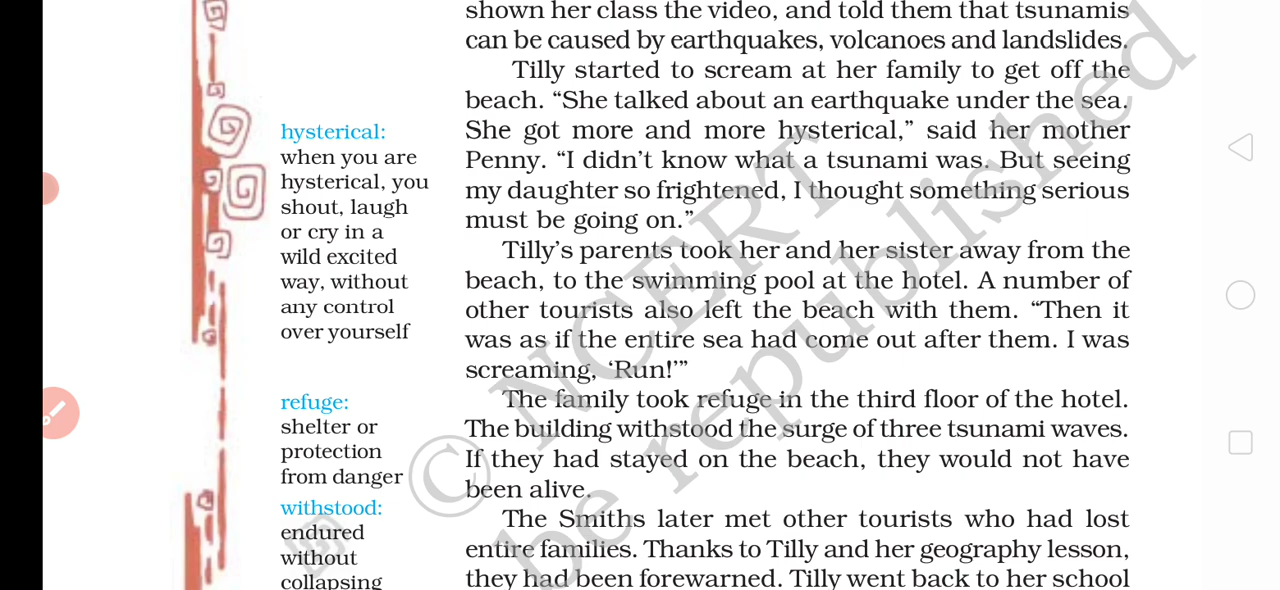 shown her class the video, and told them that tsunamis
can be caused by earthquakes, volcanoes and landslides.
Tilly started to scream at her family to get off the
beach. “She talked about an earthquake under the sea.
She got more and more hysterical,” said her mother
Penny. “I didn’t know what a tsunami was. But seeing
my daughter so frightened, I thought something serious
must be going on.”
Tilly’s parents took her and her sister away from the
beach, to the swimming pool at the hotel. A number of
other tourists also left the beach with them. “Then it
was as if the entire sea had come out after them. I was
screaming, ‘Run!’”
The family took refuge in the third floor of the hotel.
The building withstood the surge of three tsunami waves.
If they had stayed on the beach, they would not have
been alive.
The Smiths later met other tourists who had lost
entire families. Thanks to Tilly and her geography lesson,
they had been forewarned. Tilly went back to her school
hysterical:
when you are
hysterical, you
shout, laugh
or cry in a
wild excited
way, without
any control
over yourself
refuge:
shelter or
protection
from danger
withstood:
endured
without
collapsing
© NCERT
be republished